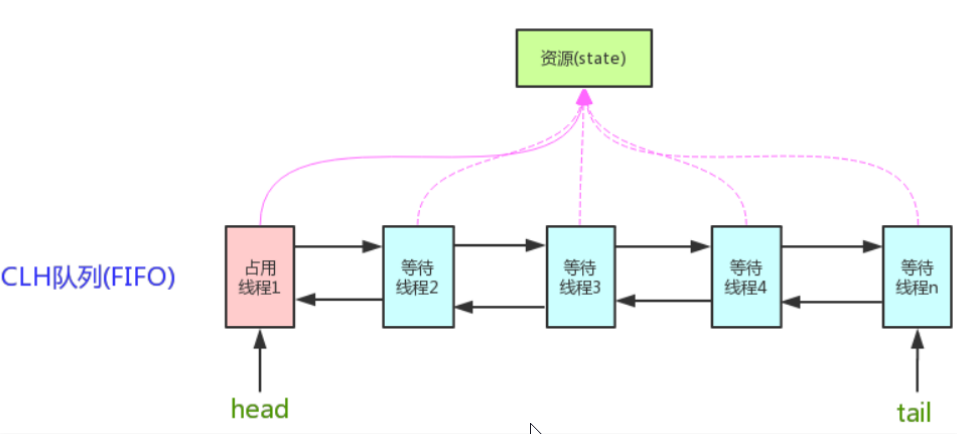 资源(state)
CLH队列(FIFO)
占用
线程1
等待
线程2
等待
线程3
等待
线程4
等待
线程n
head
tail